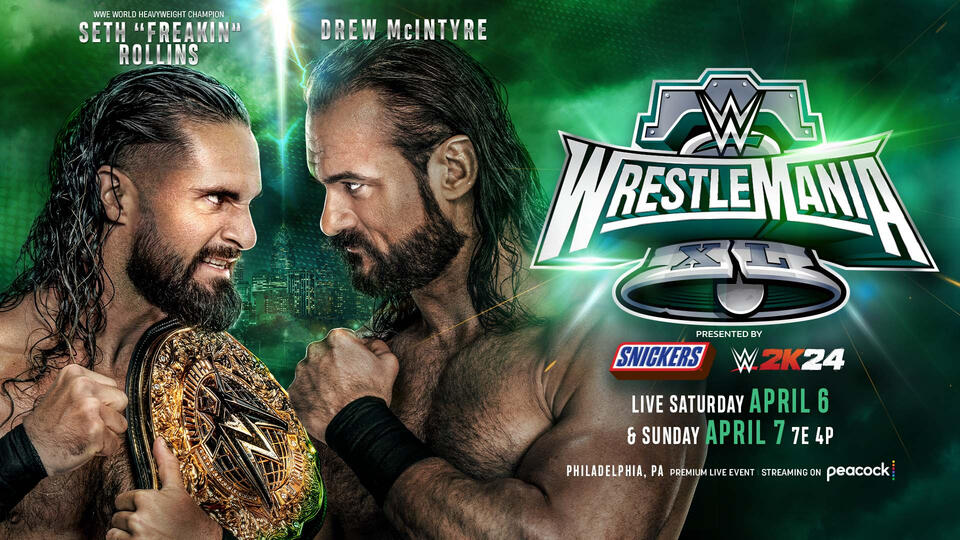 WWE WORLD HEAVYWEIGHT CHAMPION
SETH "FREAKIN"
ROLLINS
DREW McINTYRE
W
WRESTLEMANIA
XL
PRESENTED BY
SNICKERS W 2K24
LIVE SATURDAY APRIL 6
& SUNDAY APRIL 7 7E 4P
PHILADELPHIA, PA PREMIUM LIVE EVENT | STREAMING ON peacock